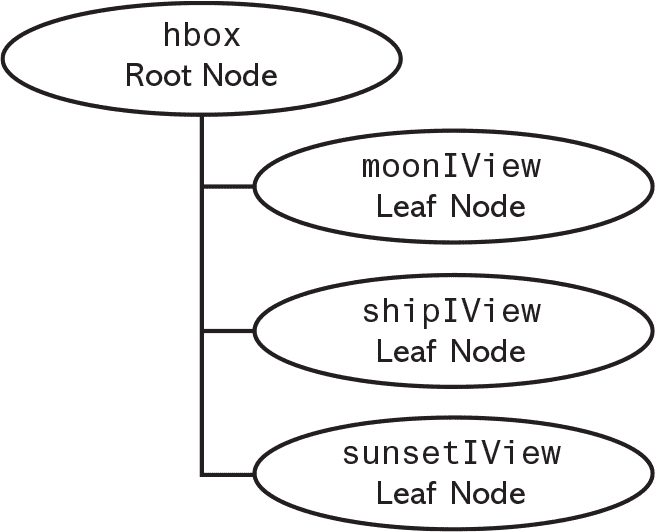 hbox
Root Node
moonIView
Leaf Node
shipIView
Leaf Node
sunsetIView
Leaf Node